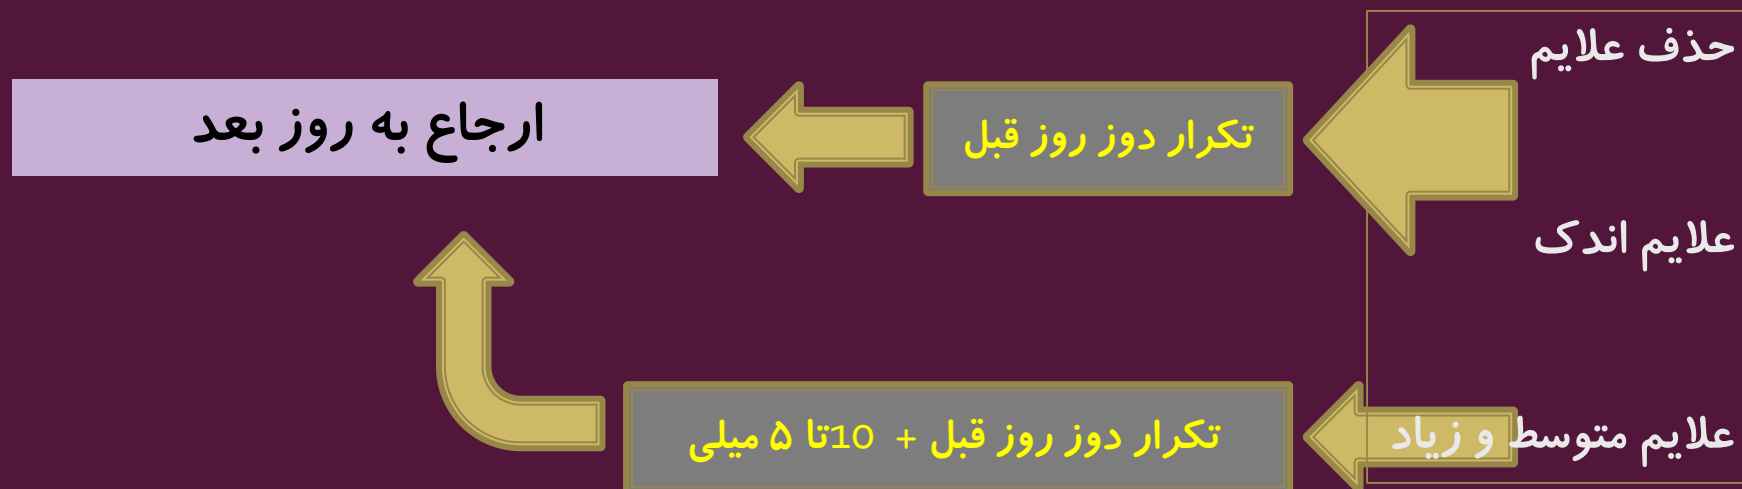 حذف علایم
تکرار دوز روز قبل
ارجاع به روز بعد
علایم اندک
علایم متوسط و زیاد
تکرار دوز روز قبل + 10تا ۵ میلی